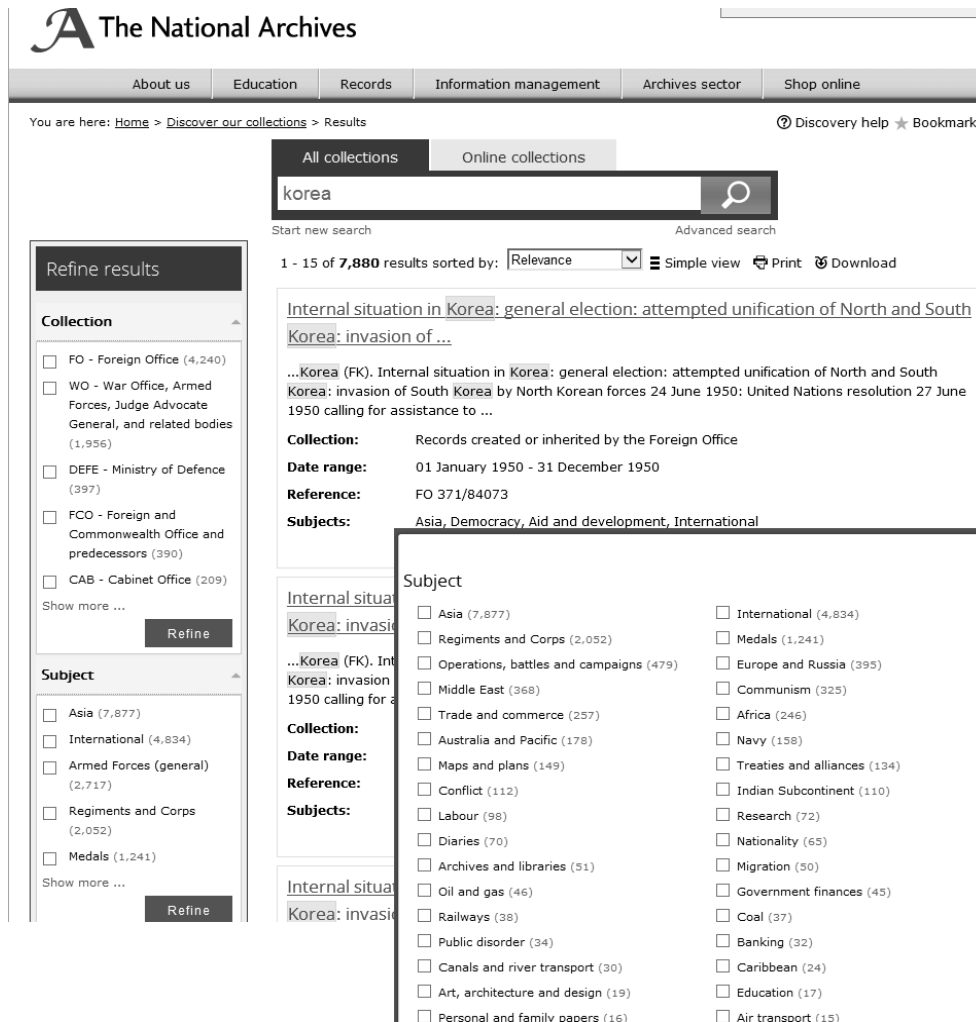 The National Archives
About us Education Records Information management Archives sector Shop online
You are here: Home > Discover our collections > Results
Discovery help Bookmark
All collections Online collections
korea
Start new search Advanced search
Refine results
Collection
FO - Foreign Office (4,240)
WO - War Office, Armed
Forces, Judge Advocate
General, and related bodies
(1,956)
DEFE - Ministry of Defence
(397)
FCO - Foreign and
Commonwealth Office and
predecessors (390)
CAB - Cabinet Office (209)
Show more ...
Refine
Subject
Asia (7,877)
International (4,834)
Armed Forces (general)
(2,717)
Regiments and Corps
(2,052)
Medals (1,241)
Show more ...
Refine
1 - 15 of 7,880 results sorted by: Relevance Simple view Print Download
Internal situation in Korea: general election: attempted unification of North and South
Korea: invasion of ...
...Korea (FK). Internal situation in Korea: general election: attempted unification of North and South
Korea: invasion of South Korea by North Korean forces 24 June 1950: United Nations resolution 27 June
1950 calling for assistance to ...
Collection: Records created or inherited by the Foreign Office
Date range: 01 January 1950 - 31 December 1950
Reference: FO 371/84073
Subjects: Asia, Democracy, Aid and development, International
Internal situat
Korea: invasi
...Korea (FK). Int
Korea: invasion
1950 calling for a
Collection:
Date range:
Reference:
Subjects:
Internal situat
Korea: invasi
Subject
Asia (7,877) International (4,834)
Regiments and Corps (2,052) Medals (1,241)
Operations, battles and campaigns (479) Europe and Russia (395)
Middle East (368) Communism (325)
Trade and commerce (257) Africa (246)
Australia and Pacific (178) Navy (158)
Maps and plans (149) Treaties and alliances (134)
Conflict (112) Indian Subcontinent (110)
Labour (98) Research (72)
Diaries (70) Nationality (65)
Archives and libraries (51) Migration (50)
Oil and gas (46) Government finances (45)
Railways (38) Coal (37)
Public disorder (34) Banking (32)
Canals and river transport (30) Caribbean (24)
Art, architecture and design (19) Education (17)
Personal and family papers (16) Air transport (15)